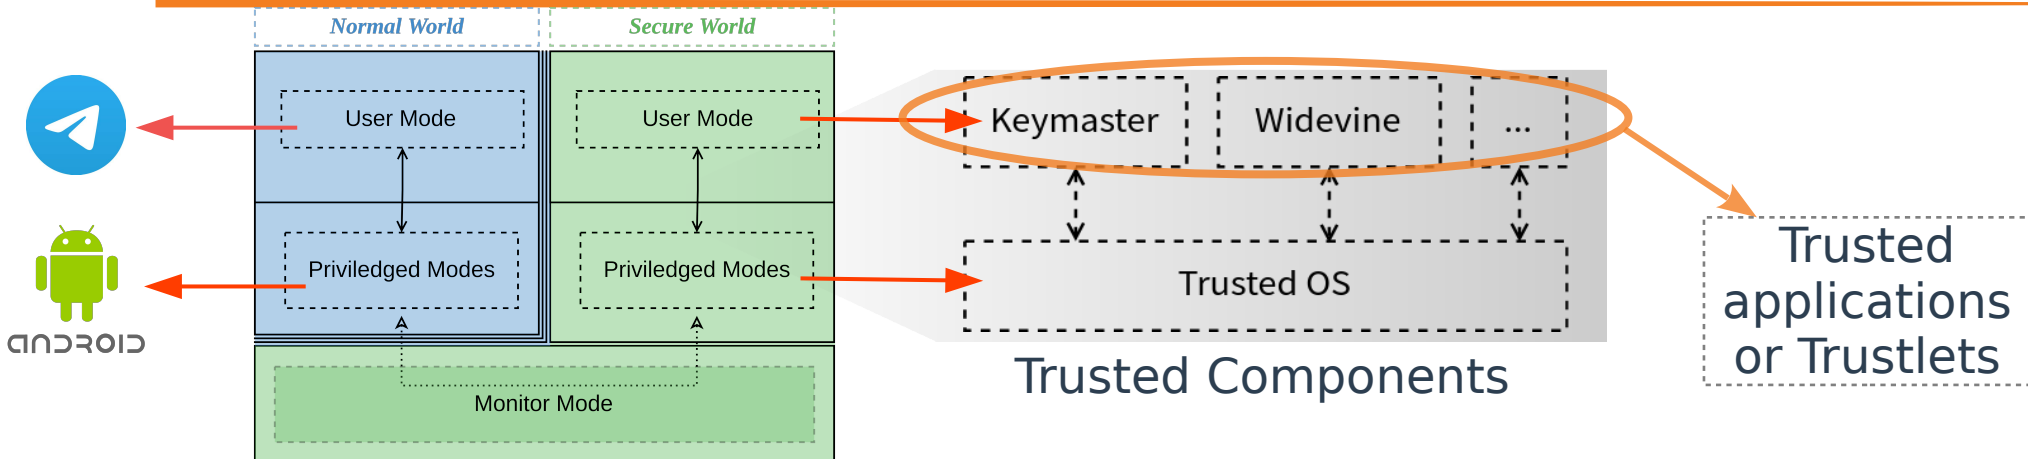 Normal World
Secure World
User Mode
User Mode
Keymaster
Widevine
...
Priviledged Modes
Priviledged Modes
Trusted OS
Trusted
applications
or Trustlets
ANDROID
Trusted Components
Monitor Mode